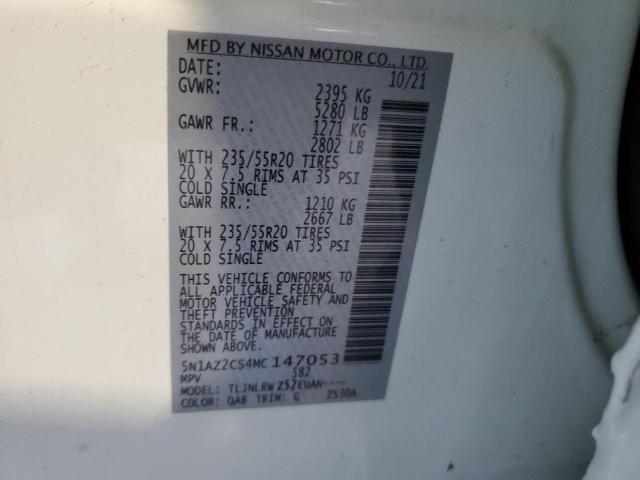 MFD BY NISSAN MOTOR CO., LTD.
DATE: 10/21
GVWR: 2395 KG
5280 LB
GAWR FR.: 1271 KG
2802 LB
WITH 235/55R20 TIRES
20 X 7.5 RIMS AT 35 PSI
COLD SINGLE
GAWR RR.: 1210 KG
2667 LB
WITH 235/55R20 TIRES
20 X 7.5 RIMS AT 35 PSI
COLD SINGLE
THIS VEHICLE CONFORMS TO
ALL APPLICABLE FEDERAL
MOTOR VEHICLE SAFETY AND
THEFT PREVENTION
STANDARDS IN EFFECT ON
THE DATE OF MANUFACTURE
SHOWN ABOVE.
5N1AZ2CS4MC147053
MPV 582
TLJNLRWZ52EUAN----
COLOR: QAB TRIM: G Z530A